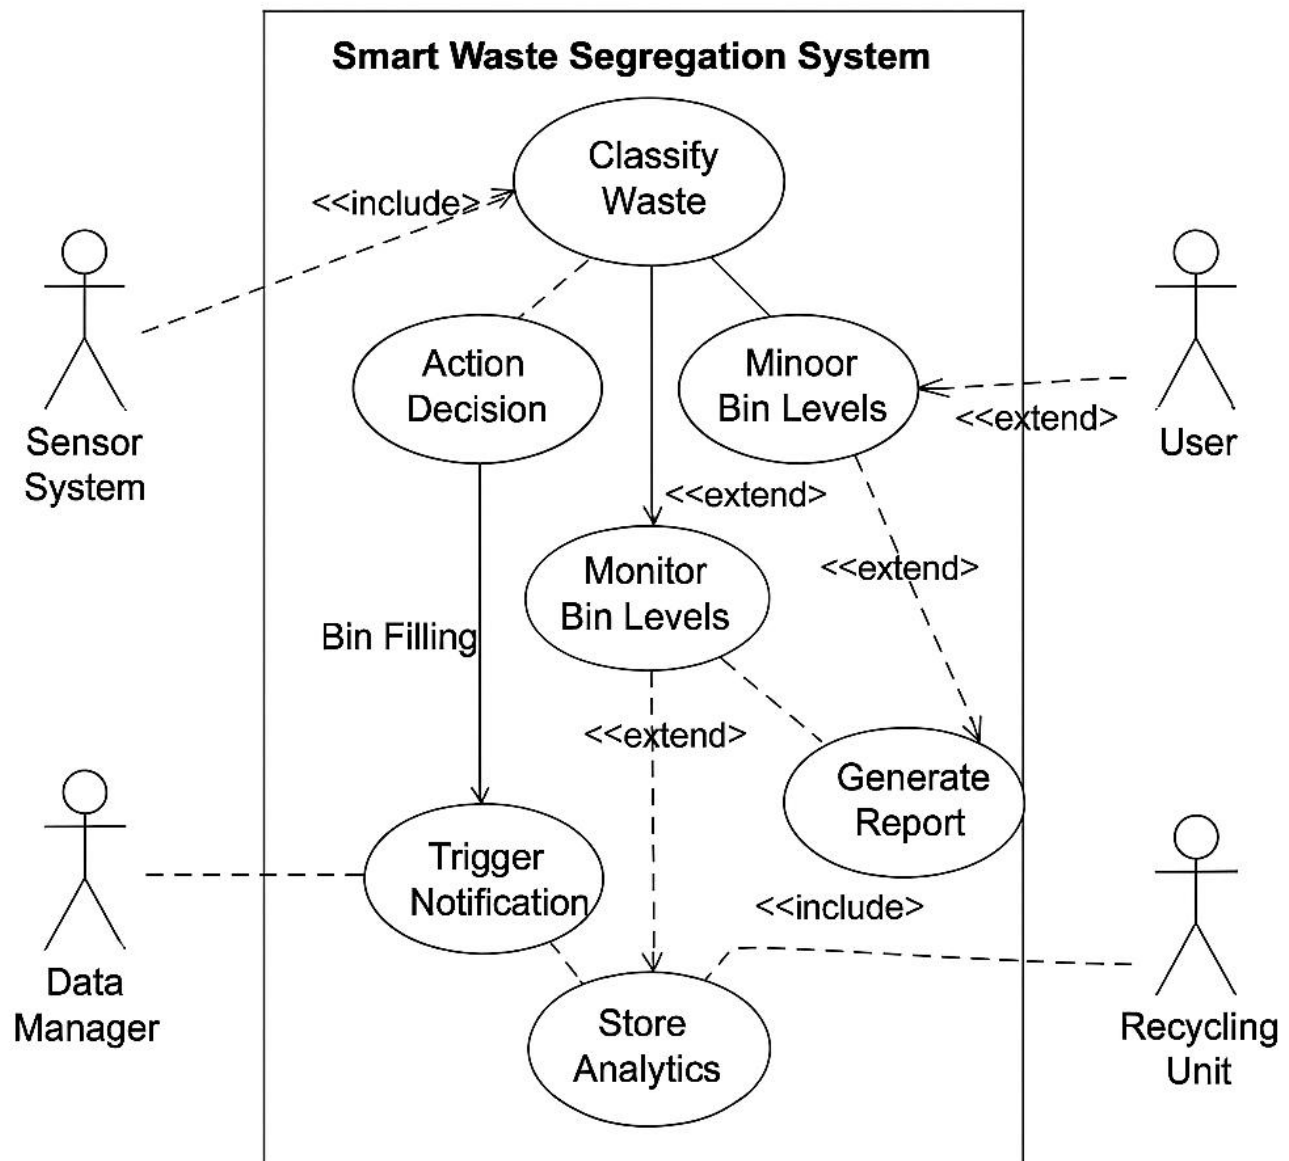 Smart Waste Segregation System
Classify
Waste
<<include>
Action
Decision
Minoor
Bin Levels
<<extend>
Sensor
System
User
<<extend>
Monitor
Bin Levels
<<extend>
Bin Filling
<<extend>
Generate
Report
Trigger
Notification
<<include>
Data
Manager
Store
Analytics
Recycling
Unit